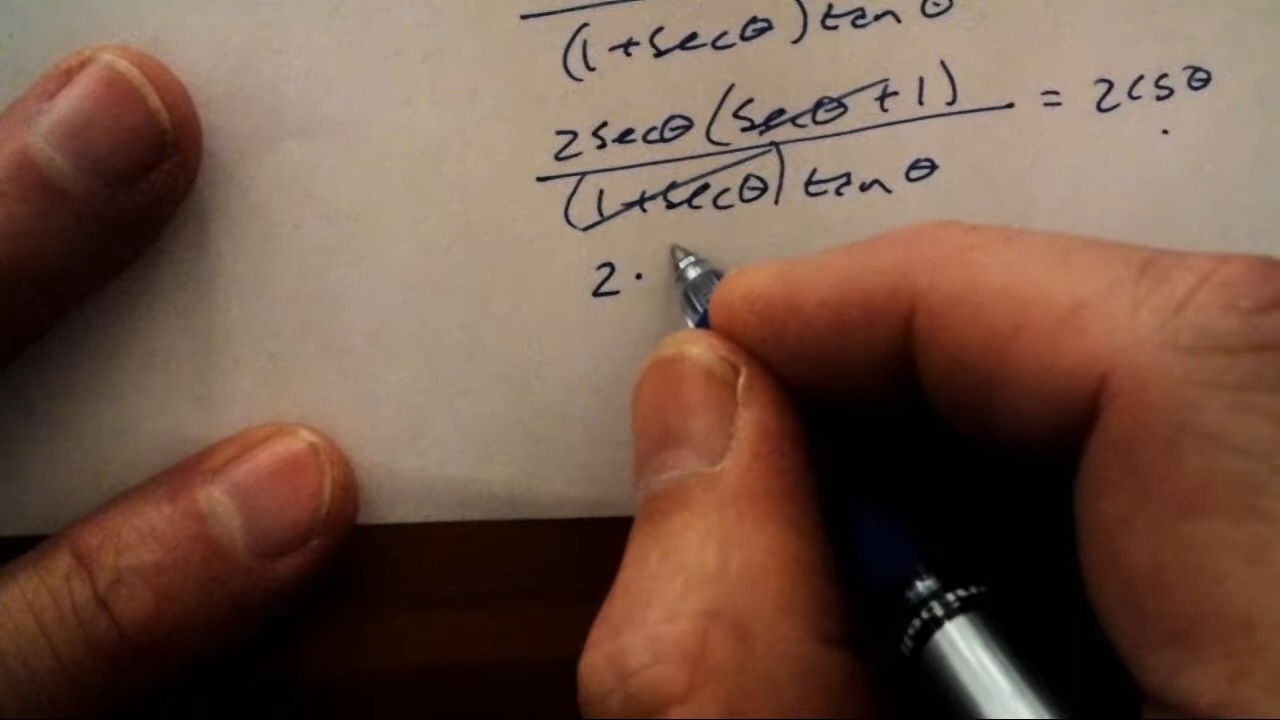 (1+secθ)tanθ
2secθ(secθ+1) = 2csθ
(1+secθ)tanθ
2·